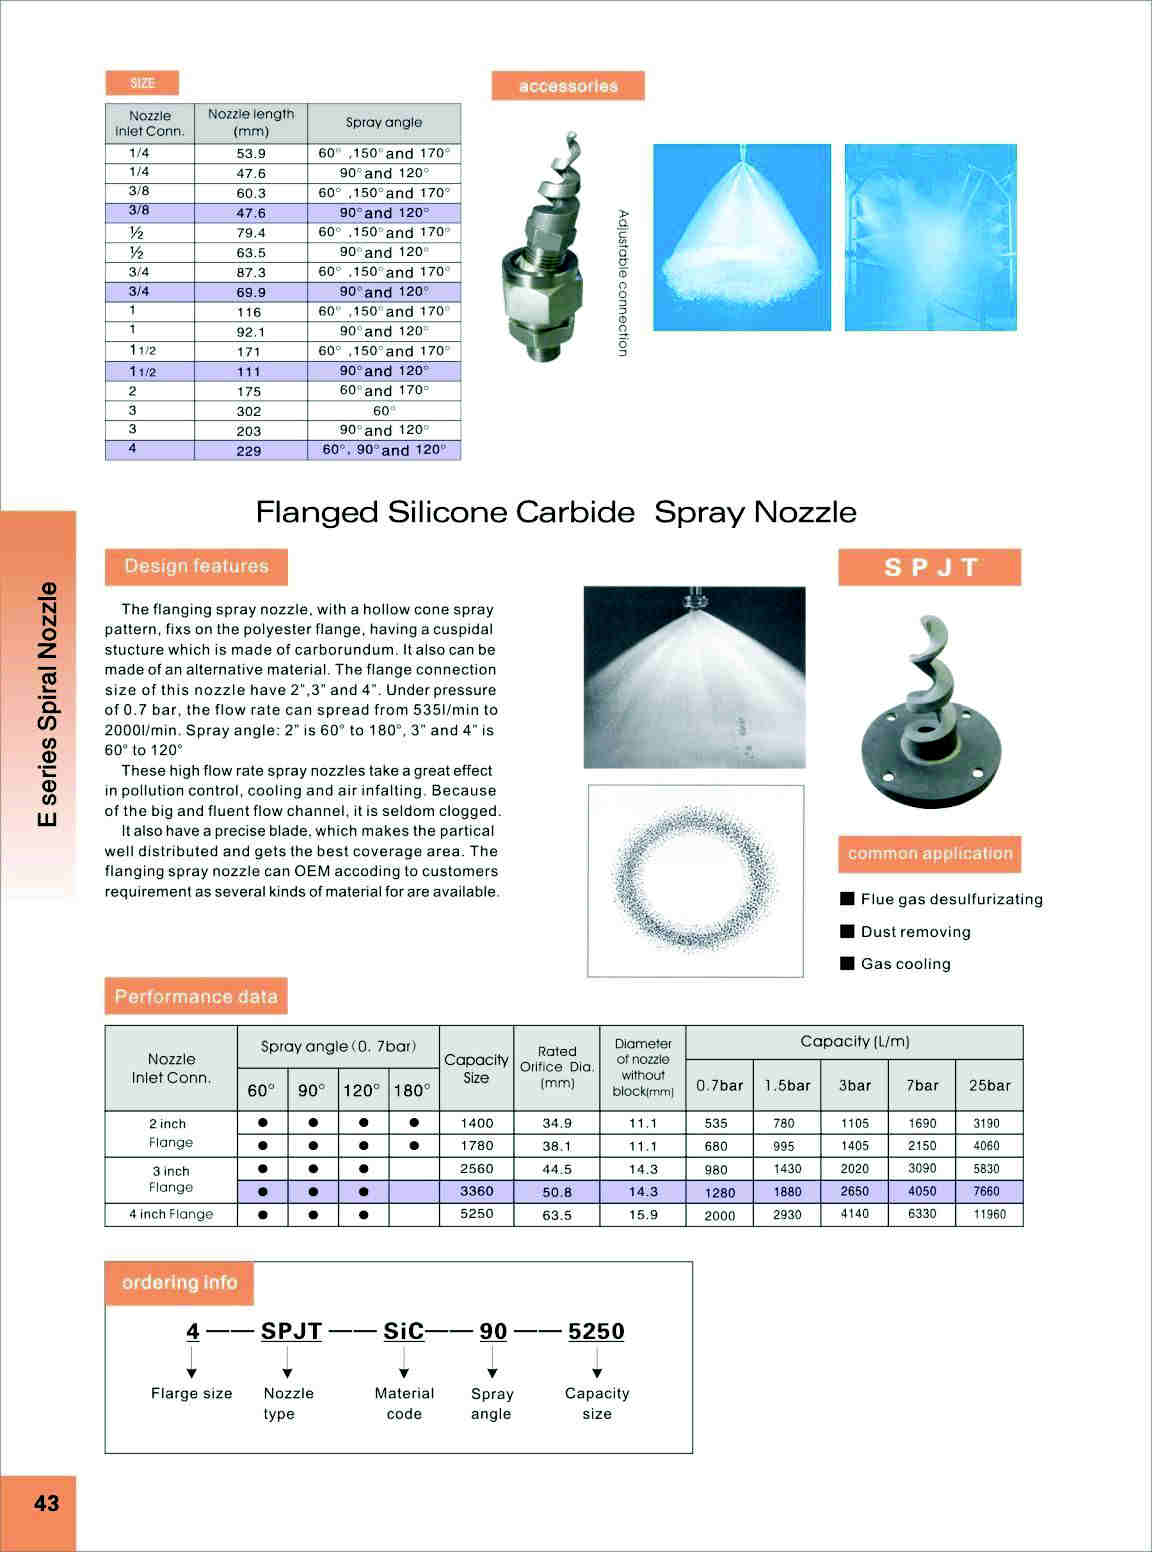 SIZE
accessories
Nozzle Inlet Conn. Nozzle length (mm) Spray angle
1/4 53.9 60° ,150°and 170°
1/4 47.6 90°and 120°
3/8 60.3 60° ,150°and 170°
3/8 47.6 90°and 120°
½ 79.4 60° ,150°and 170°
½ 63.5 90°and 120°
3/4 87.3 60° ,150°and 170°
3/4 69.9 90°and 120°
1 116 60° ,150°and 170°
1 92.1 90°and 120°
1 1/2 171 60° ,150°and 170°
1 1/2 111 90°and 120°
2 175 60°and 170°
3 302 60°
3 203 90°and 120°
4 229 60°, 90°and 120°
Adjustable connection
Flanged Silicone Carbide Spray Nozzle
E series Spiral Nozzle
Design features
The flanging spray nozzle, with a hollow cone spray
pattern, fixs on the polyester flange, having a cuspidal
stucture which is made of carborundum. It also can be
made of an alternative material. The flange connection
size of this nozzle have 2",3" and 4". Under pressure
of 0.7 bar, the flow rate can spread from 535l/min to
2000l/min. Spray angle: 2" is 60° to 180°, 3" and 4" is
60° to 120°
These high flow rate spray nozzles take a great effect
in pollution control, cooling and air infalting. Because
of the big and fluent flow channel, it is seldom clogged.
It also have a precise blade, which makes the partical
well distributed and gets the best coverage area. The
flanging spray nozzle can OEM accoding to customers
requirement as several kinds of material for are available.
SPJT
common application
■ Flue gas desulfurizating
■ Dust removing
■ Gas cooling
Performance data
Nozzle Inlet Conn. Spray angle(0. 7bar) Capacity Size Rated Orifice Dia. (mm) Diameter of nozzle without block(mm) Capacity (L/m)
60° 90° 120° 180° 0.7bar 1.5bar 3bar 7bar 25bar
2 inch Flange ● ● ● ● 1400 34.9 11.1 535 780 1105 1690 3190
● ● ● ● 1780 38.1 11.1 680 995 1405 2150 4060
3 inch Flange ● ● ● 2560 44.5 14.3 980 1430 2020 3090 5830
● ● ● 3360 50.8 14.3 1280 1880 2650 4050 7660
4 inch Flange ● ● ● 5250 63.5 15.9 2000 2930 4140 6330 11960
ordering info
4 —— SPJT —— SiC —— 90 —— 5250
Flarge size Nozzle type Material code Spray angle Capacity size
43